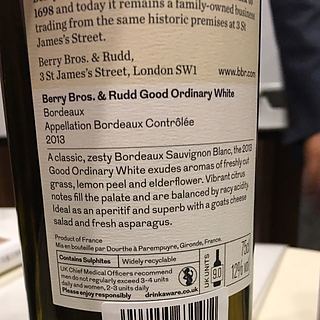 1698 and today it remains a family-owned business
trading from the same historic premises at 3 St
James's Street.
Berry Bros. & Rudd,
3 St James's Street, London SW1
www.bbr.com
Berry Bros. & Rudd Good Ordinary White
Bordeaux
Appellation Bordeaux Contrôlée
2013
A classic, zesty Bordeaux Sauvignon Blanc, the 2013
Good Ordinary White exudes aromas of freshly cut
grass, lemon peel and elderflower. Vibrant citrus
notes fill the palate and are balanced by racy acidity.
Ideal as an aperitif and superb with a goats cheese
salad and fresh asparagus.
Product of France
Mis en bouteille par Dourthe à Parempuyre, Gironde, France.
Contains Sulphites
Widely recyclable
UK Chief Medical Officers recommend
men do not regularly exceed 3-4 units
daily and women, 2-3 units daily
Please enjoy responsibly
drinkaware.co.uk
UK UNITS
9.0
75cl
12% vol